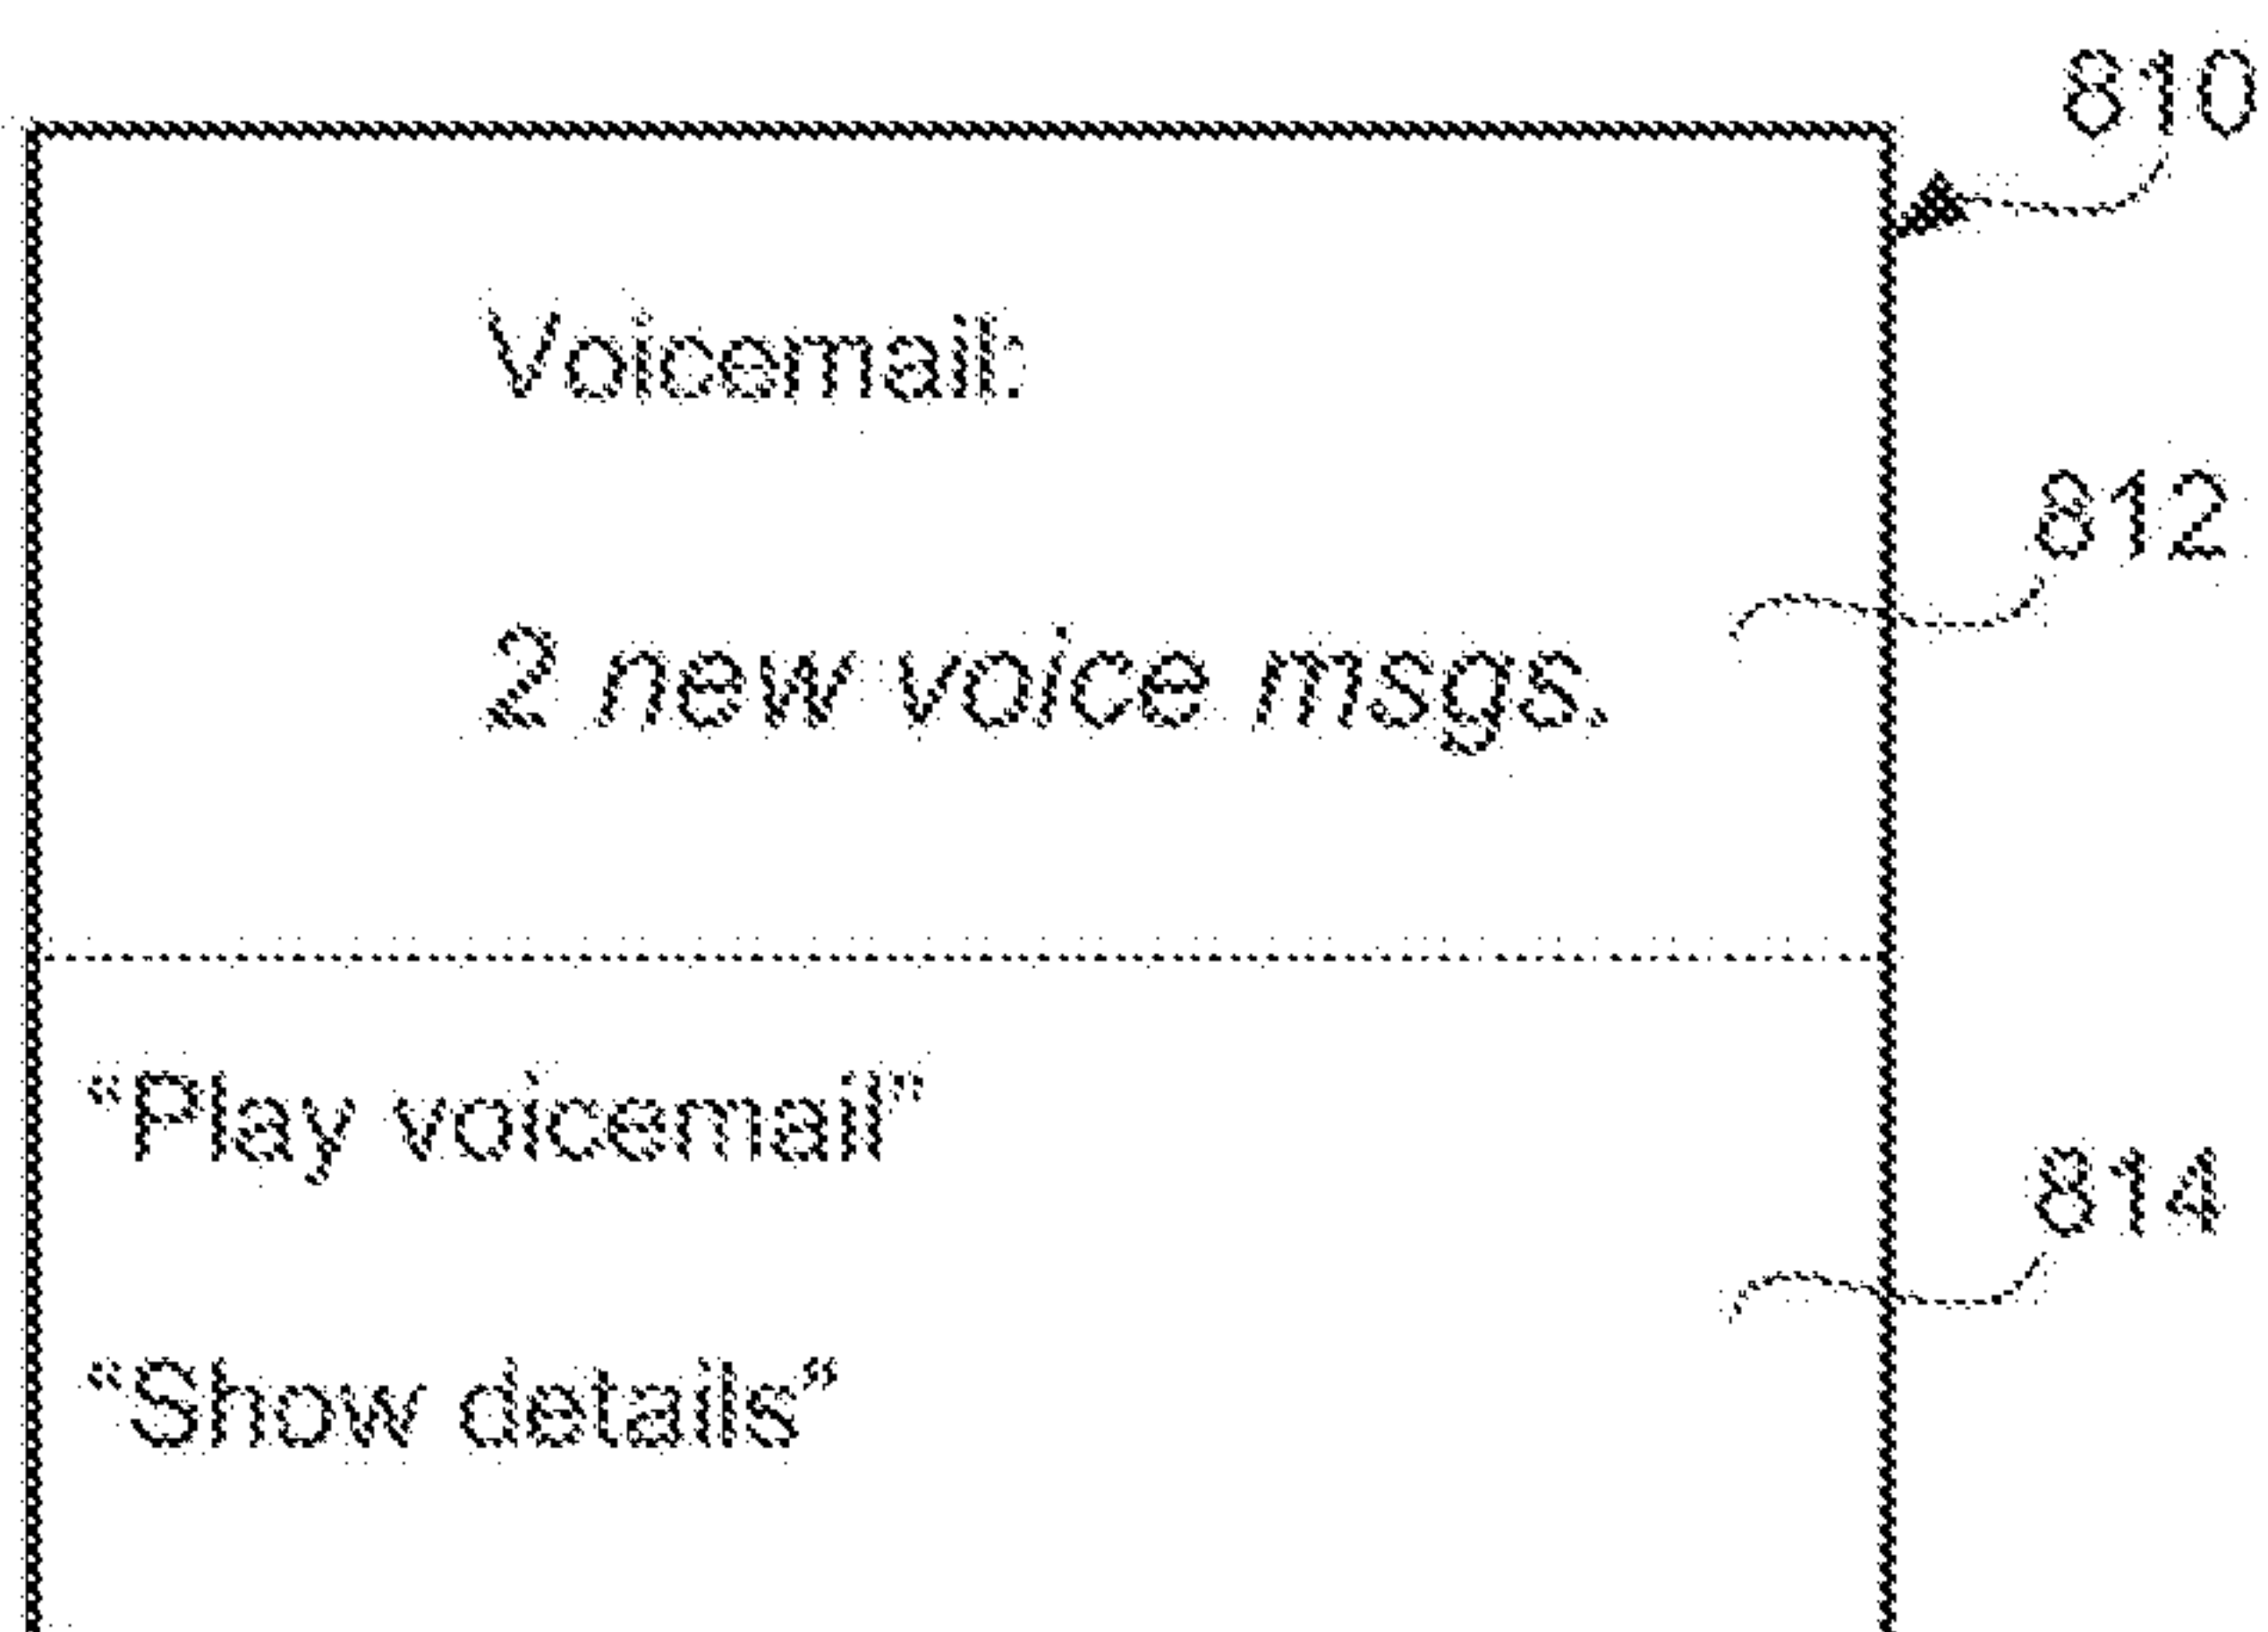 810
Voicemail:
812
2 new voice msgs.
"Play voicemail"
814
"Show details"